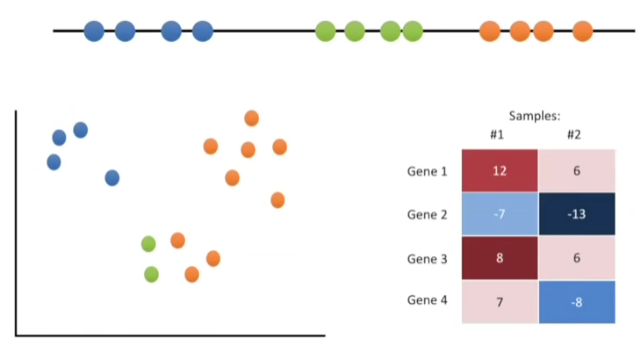 Samples:
#1 #2
Gene 1 12 6
Gene 2 -7 -13
Gene 3 8 6
Gene 4 7 -8